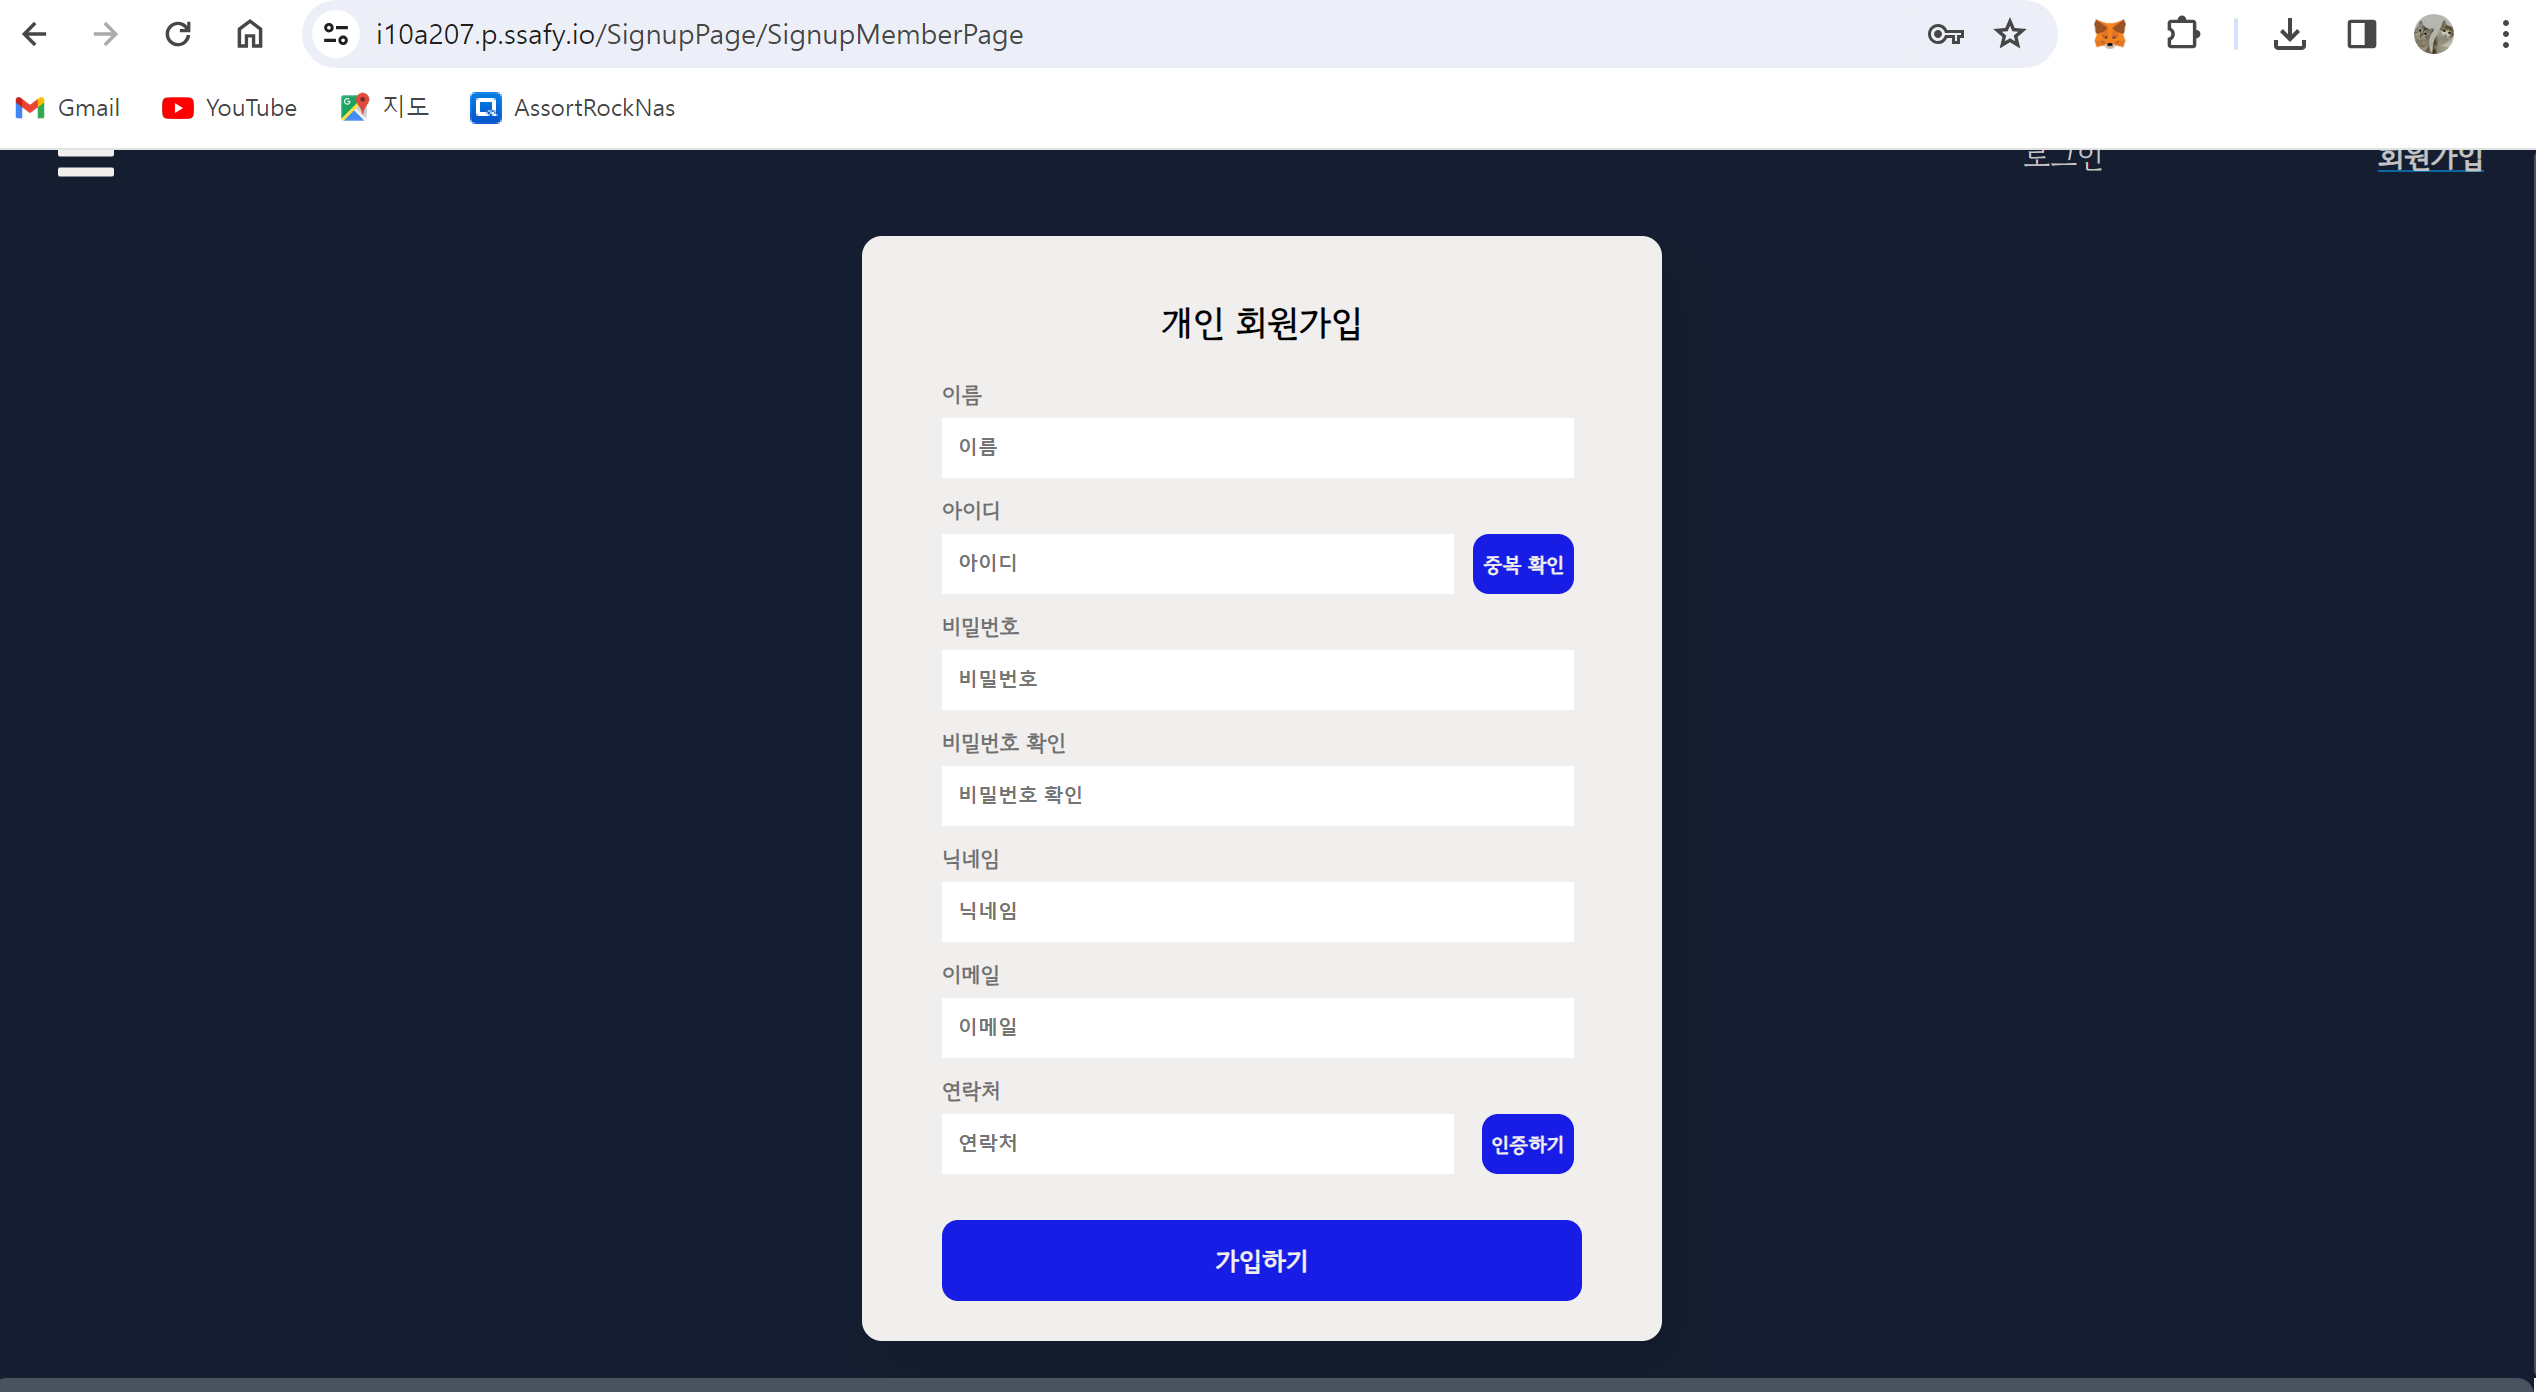 i10a207.p.ssafy.io/SignupPage/SignupMemberPage
Gmail YouTube 지도 AssortRockNas
로그인 회원가입
개인 회원가입
이름
이름
아이디
아이디 중복 확인
비밀번호
비밀번호
비밀번호 확인
비밀번호 확인
닉네임
닉네임
이메일
이메일
연락처
연락처 인증하기
가입하기